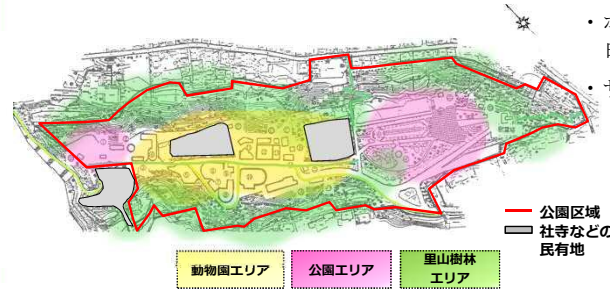 公園区域
社寺などの
民有地
動物園エリア
公園エリア
里山樹林
エリア